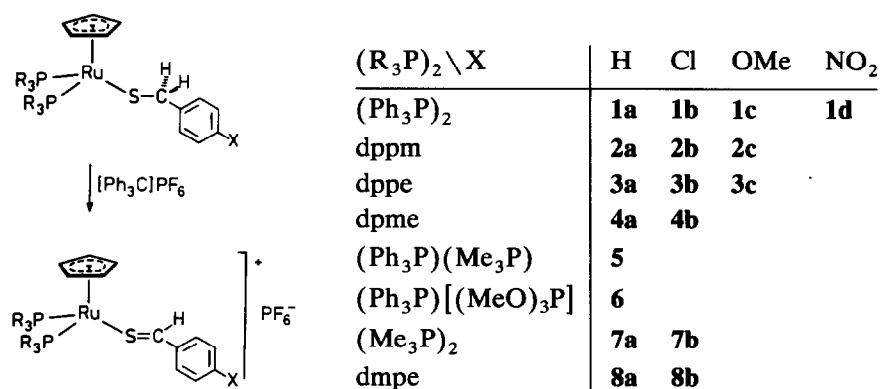 Ru
R₃P
R₃P
S–C
H
H
X
[Ph₃C]PF₆
Ru
R₃P
R₃P
S=C
H
X
+
PF₆⁻
(R₃P)₂\X H Cl OMe NO₂
(Ph₃P)₂ 1a 1b 1c 1d
dppm 2a 2b 2c
dppe 3a 3b 3c
dpme 4a 4b
(Ph₃P)(Me₃P) 5
(Ph₃P)[(MeO)₃P] 6
(Me₃P)₂ 7a 7b
dmpe 8a 8b